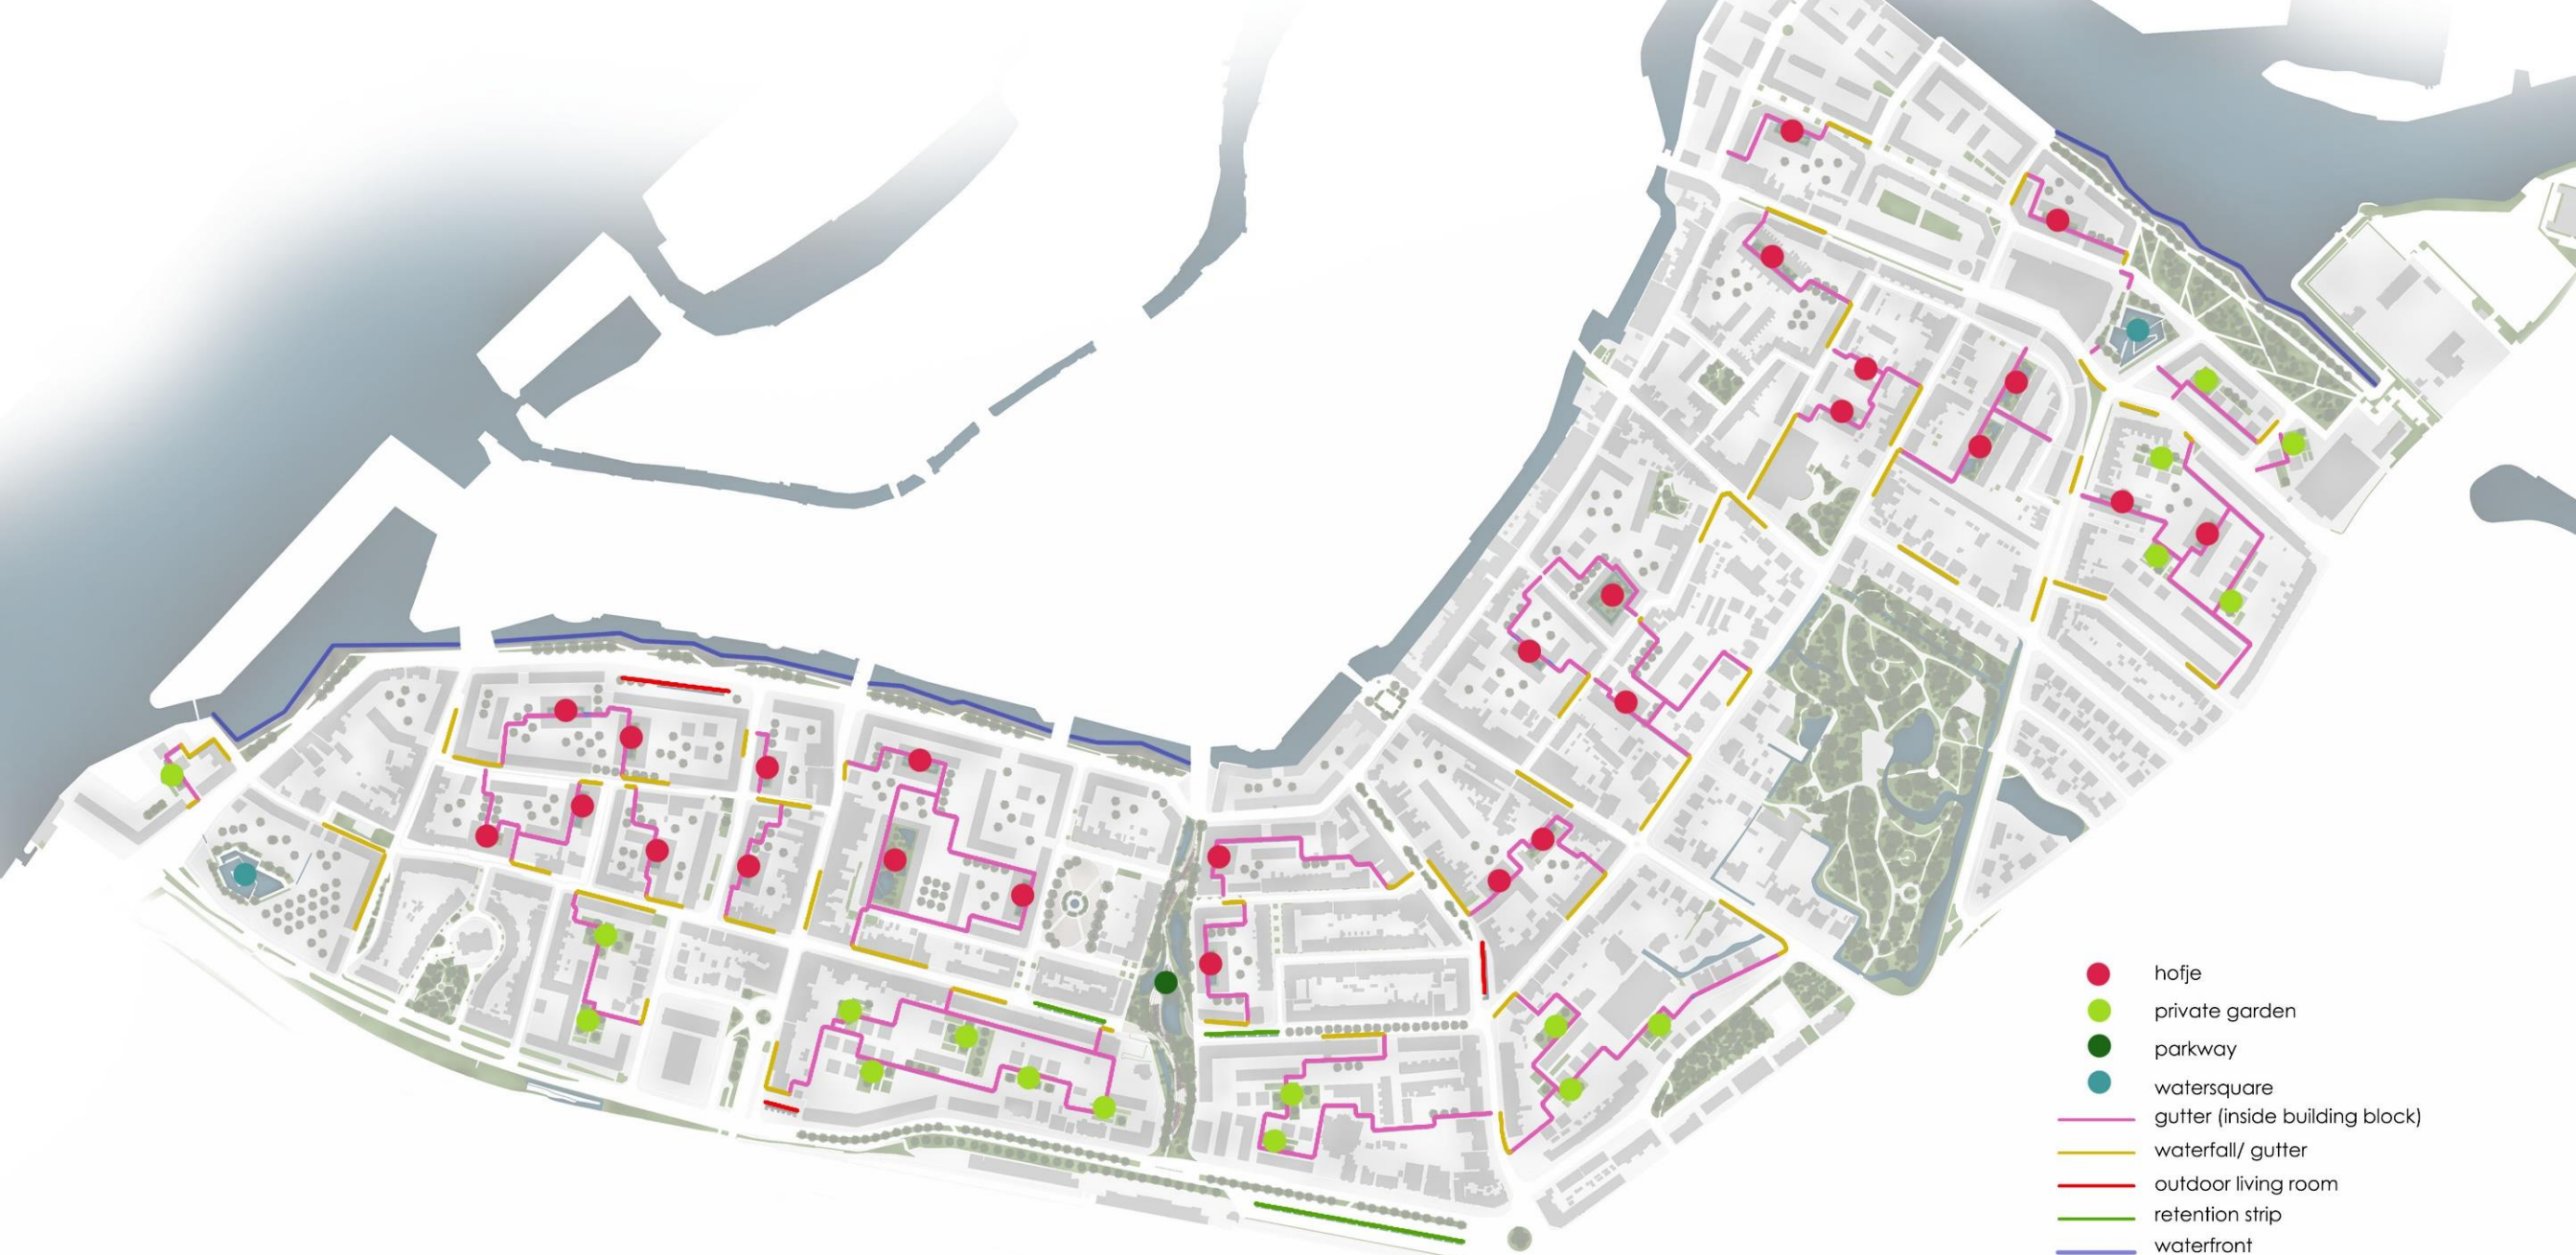 hofje
private garden
parkway
watersquare
gutter (inside building block)
waterfall/ gutter
outdoor living room
retention strip
waterfront